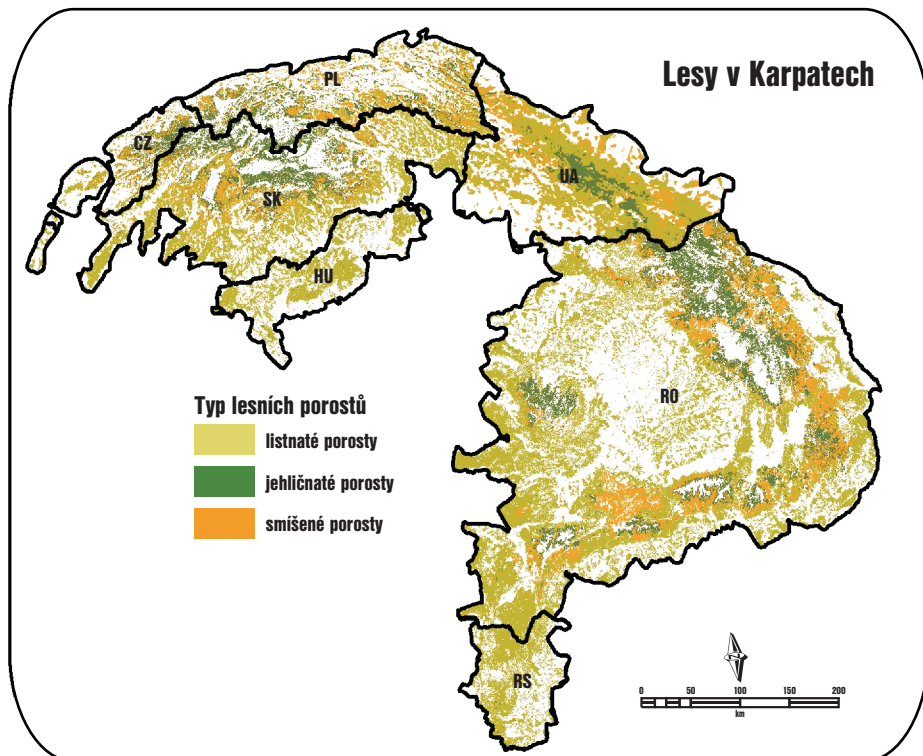 Lesy v Karpatech
PL
CZ
UA
SK
HU
RO
Typ lesních porostů
listnaté porosty
jehličnaté porosty
smíšené porosty
RS
0 50 100 150 200
km